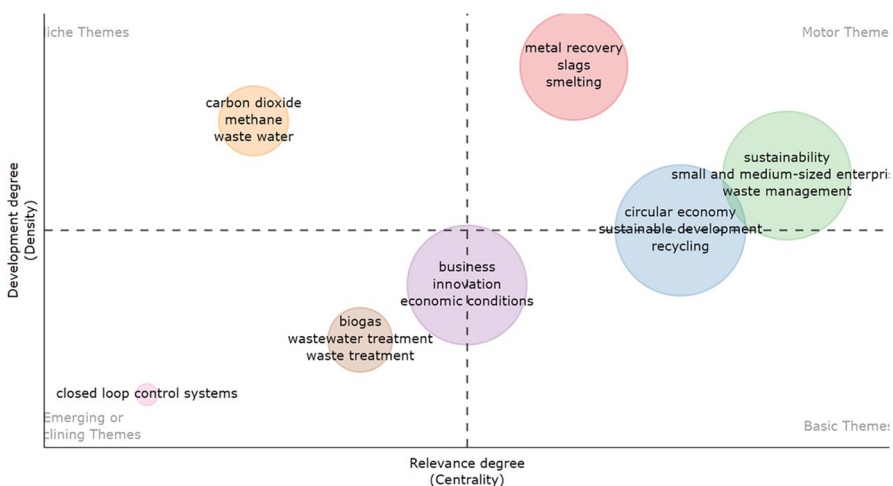 iche Themes
Motor Theme
metal recovery
slags
smelting
carbon dioxide
methane
waste water
sustainability
small and medium-sized enterpri
waste management
circular economy
sustainable development
recycling
business
innovation
economic conditions
biogas
wastewater treatment
waste treatment
closed loop control systems
Emerging or
clining Themes
Basic Themes
Development degree
(Density)
Relevance degree
(Centrality)